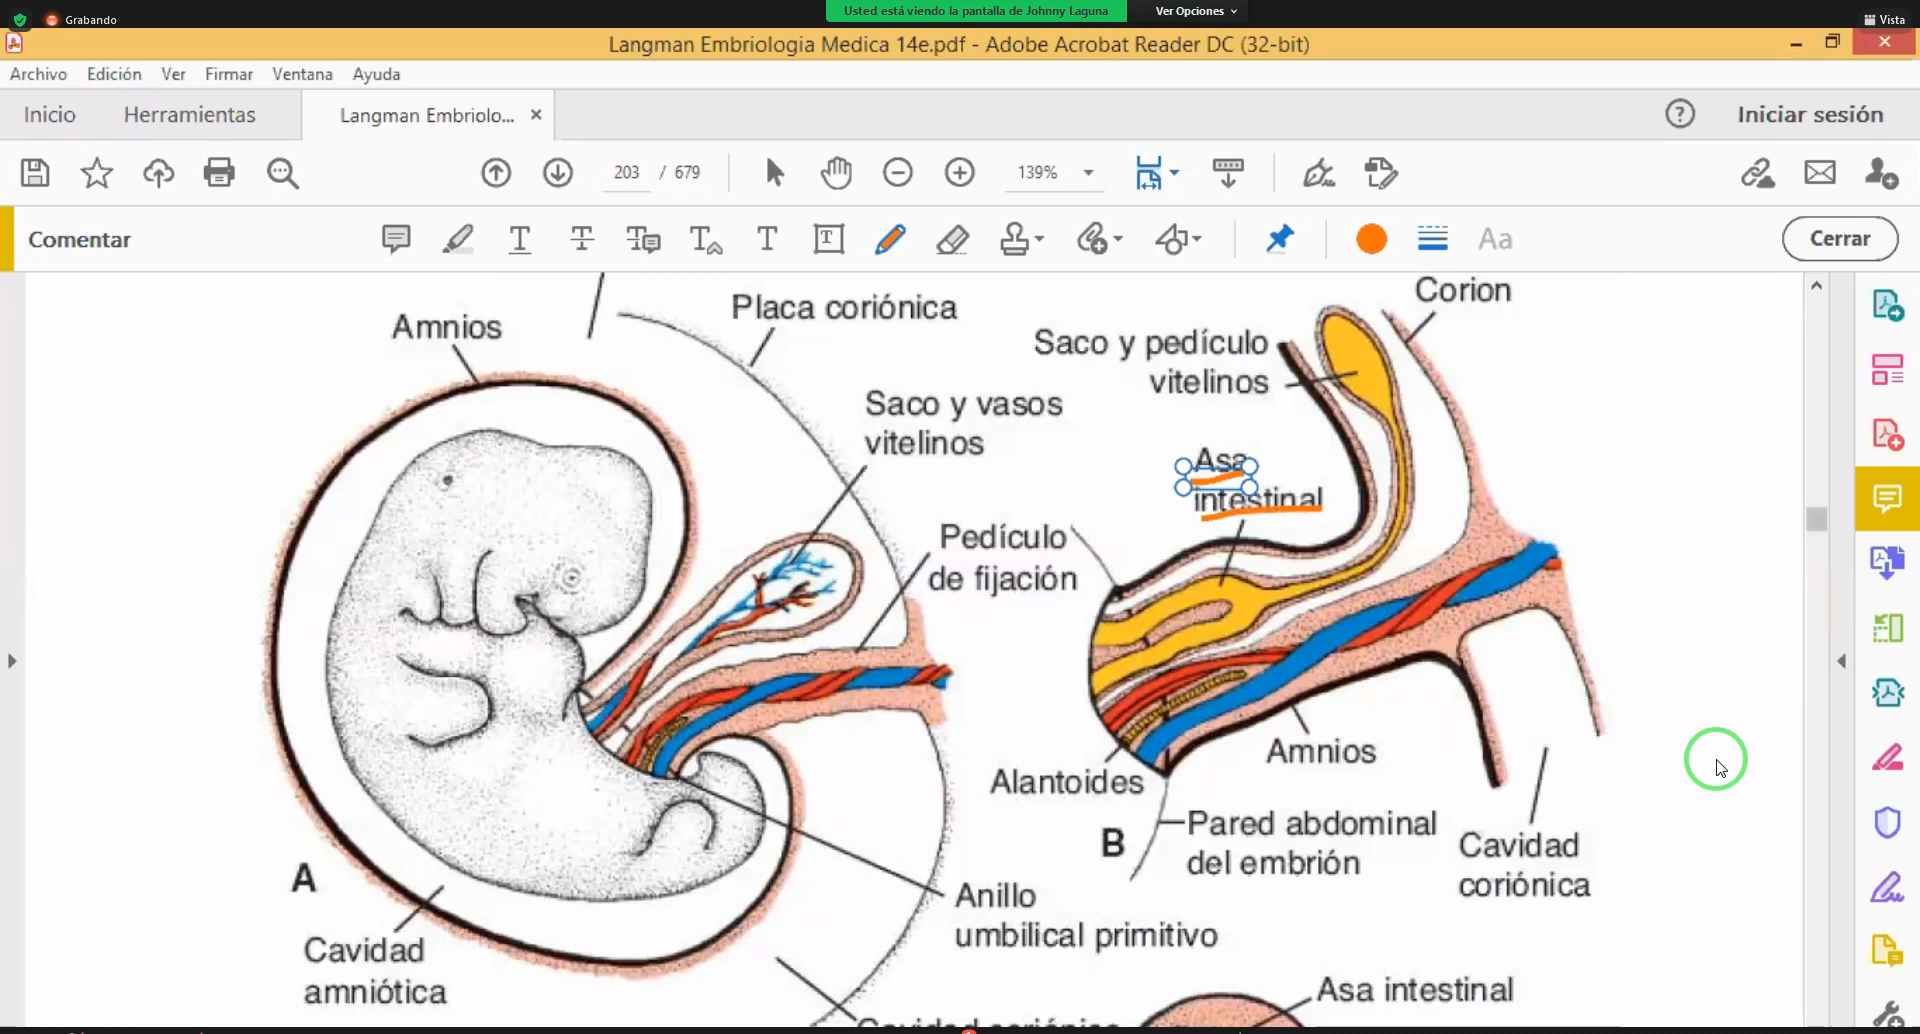 Grabando
Usted está viendo la pantalla de Johnny Laguna
Ver Opciones
Vista
Langman Embriologia Medica 14e.pdf - Adobe Acrobat Reader DC (32-bit)
Archivo Edición Ver Firmar Ventana Ayuda
Inicio Herramientas Langman Embriolo... Iniciar sesión
203 / 679 139%
Comentar Aa Cerrar
Amnios
Placa coriónica
Saco y vasos
vitelinos
Pedículo
de fijación
A
Cavidad
amniótica
Anillo
umbilical primitivo
Cavidad coriónica
Corion
Saco y pedículo
vitelinos
Asa
intestinal
Alantoides
Amnios
B
Pared abdominal
del embrión
Cavidad
coriónica
Asa intestinal